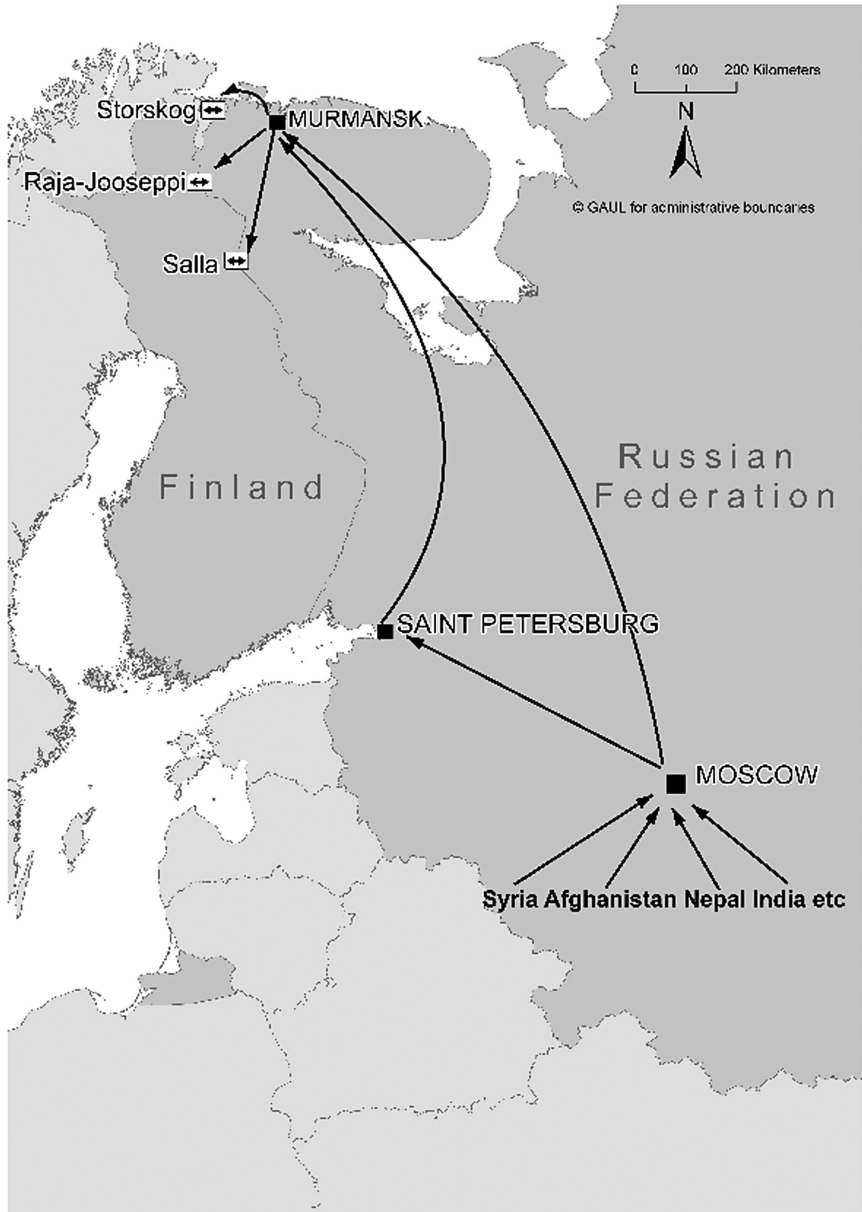 0 100 200 Kilometers
N
© GAUL for administrative boundaries
Storskog
MURMANSK
Raja-Jooseppi
Salla
Finland
Russian
Federation
SAINT PETERSBURG
MOSCOW
Syria Afghanistan Nepal India etc